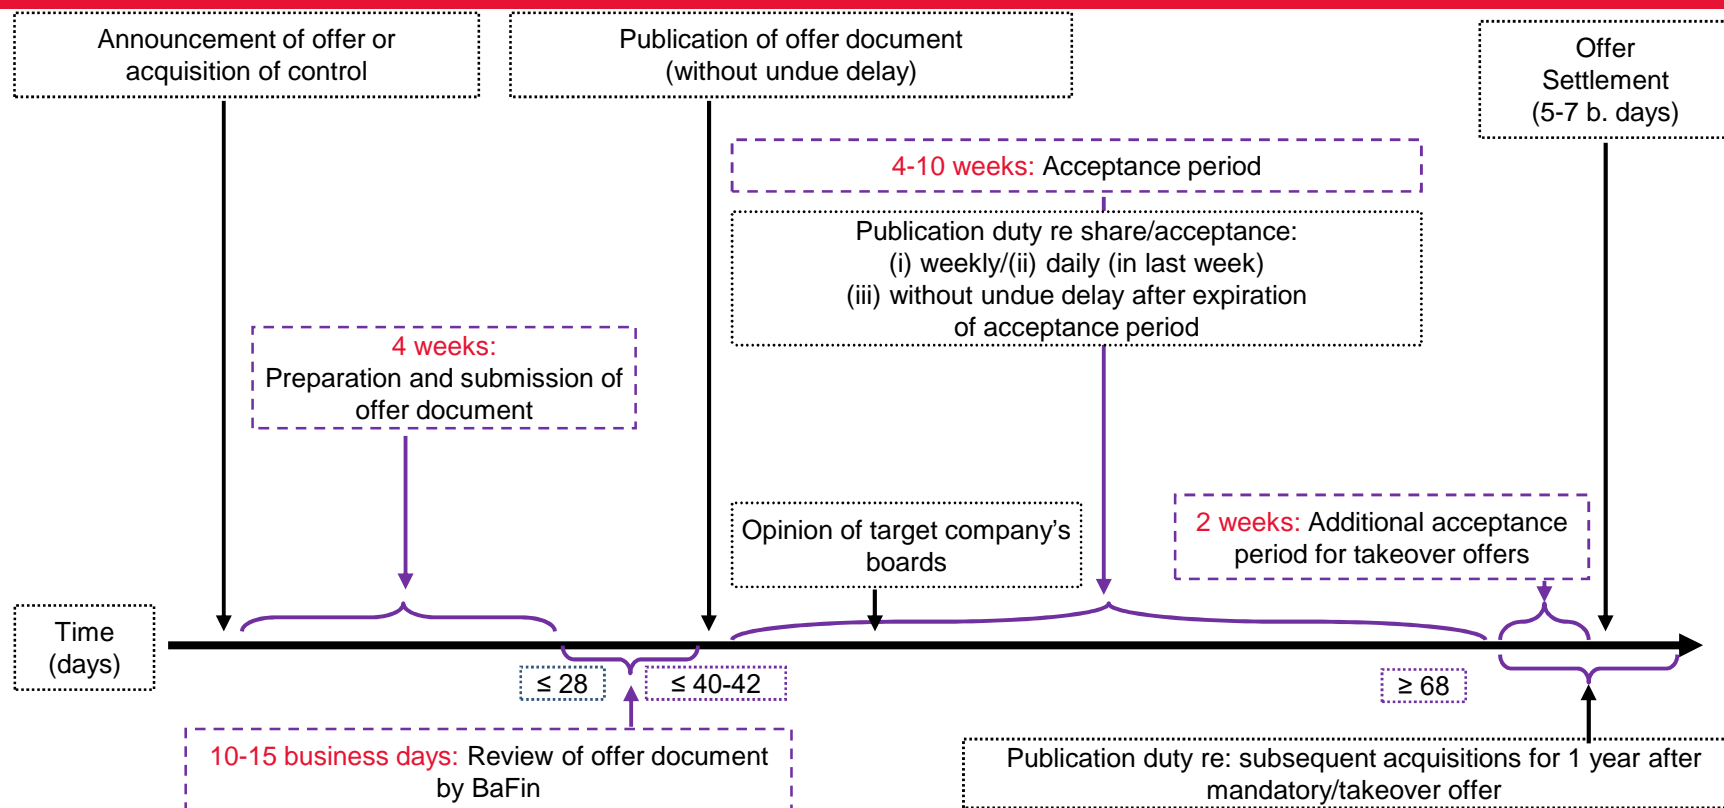 Announcement of offer or
acquisition of control
Publication of offer document
(without undue delay)
Offer
Settlement
(5-7 b. days)
4-10 weeks: Acceptance period
Publication duty re share/acceptance:
(i) weekly/(ii) daily (in last week)
(iii) without undue delay after expiration
of acceptance period
4 weeks:
Preparation and submission of
offer document
Opinion of target company’s
boards
2 weeks: Additional acceptance
period for takeover offers
Time
(days)
≤ 28
≤ 40-42
≥ 68
10-15 business days: Review of offer document
by BaFin
Publication duty re: subsequent acquisitions for 1 year after
mandatory/takeover offer